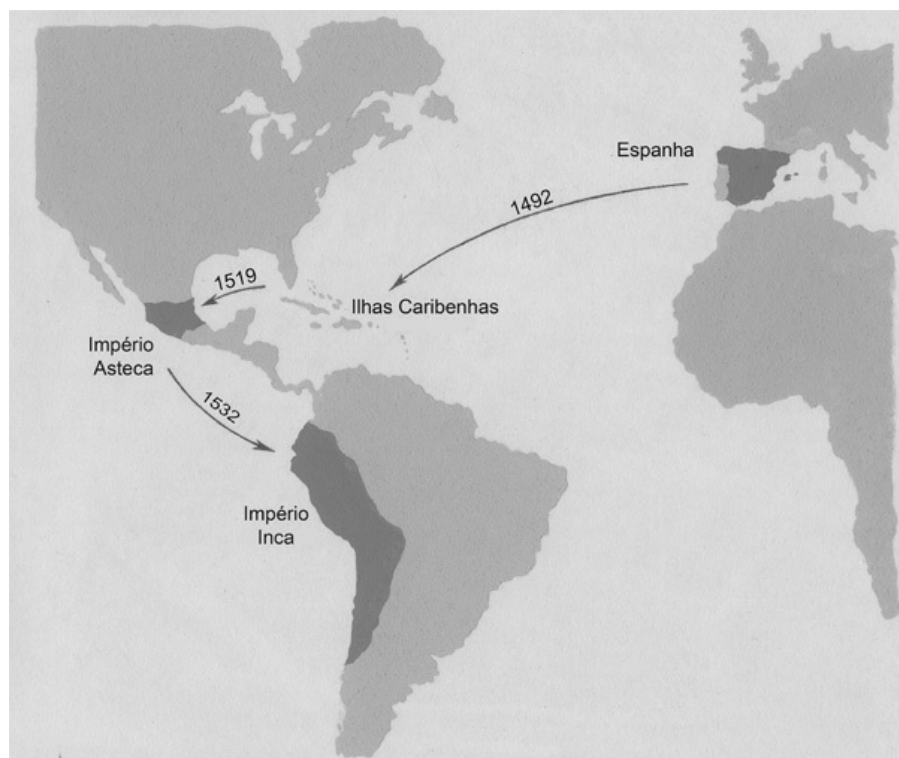 Espanha
1492
1519
Ilhas Caribenhas
Império
Asteca
1532
Império
Inca